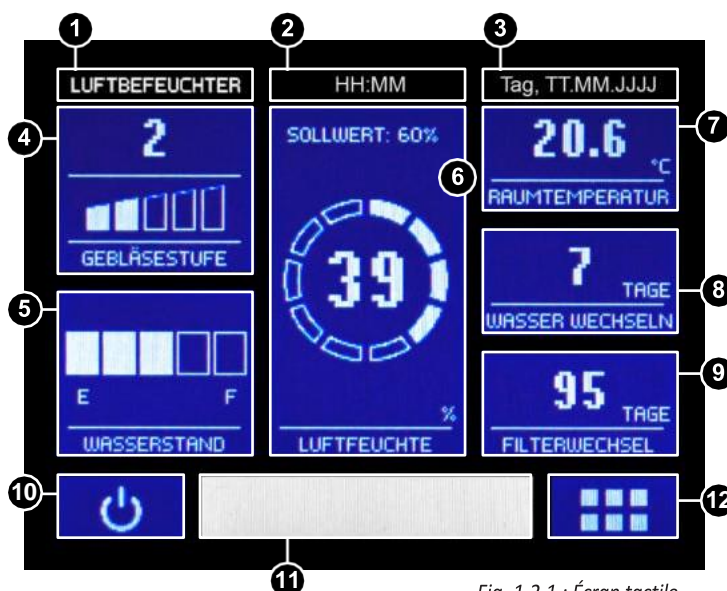 1
2
3
LUFTBEFEUCHTER
HH:MM
Tag, TT.MM.JJJJ
4
2
GEBLÄSESTUFE
5
E F
WASSERSTAND
6
SOLLWERT: 60%
39
%
LUFTFEUCHTE
7
20.6
°C
RAUMTEMPERATUR
8
7
TAGE
WASSER WECHSELN
9
95
TAGE
FILTERWECHSEL
10
11
12
Fig. 1.2.1 : Écran tactile